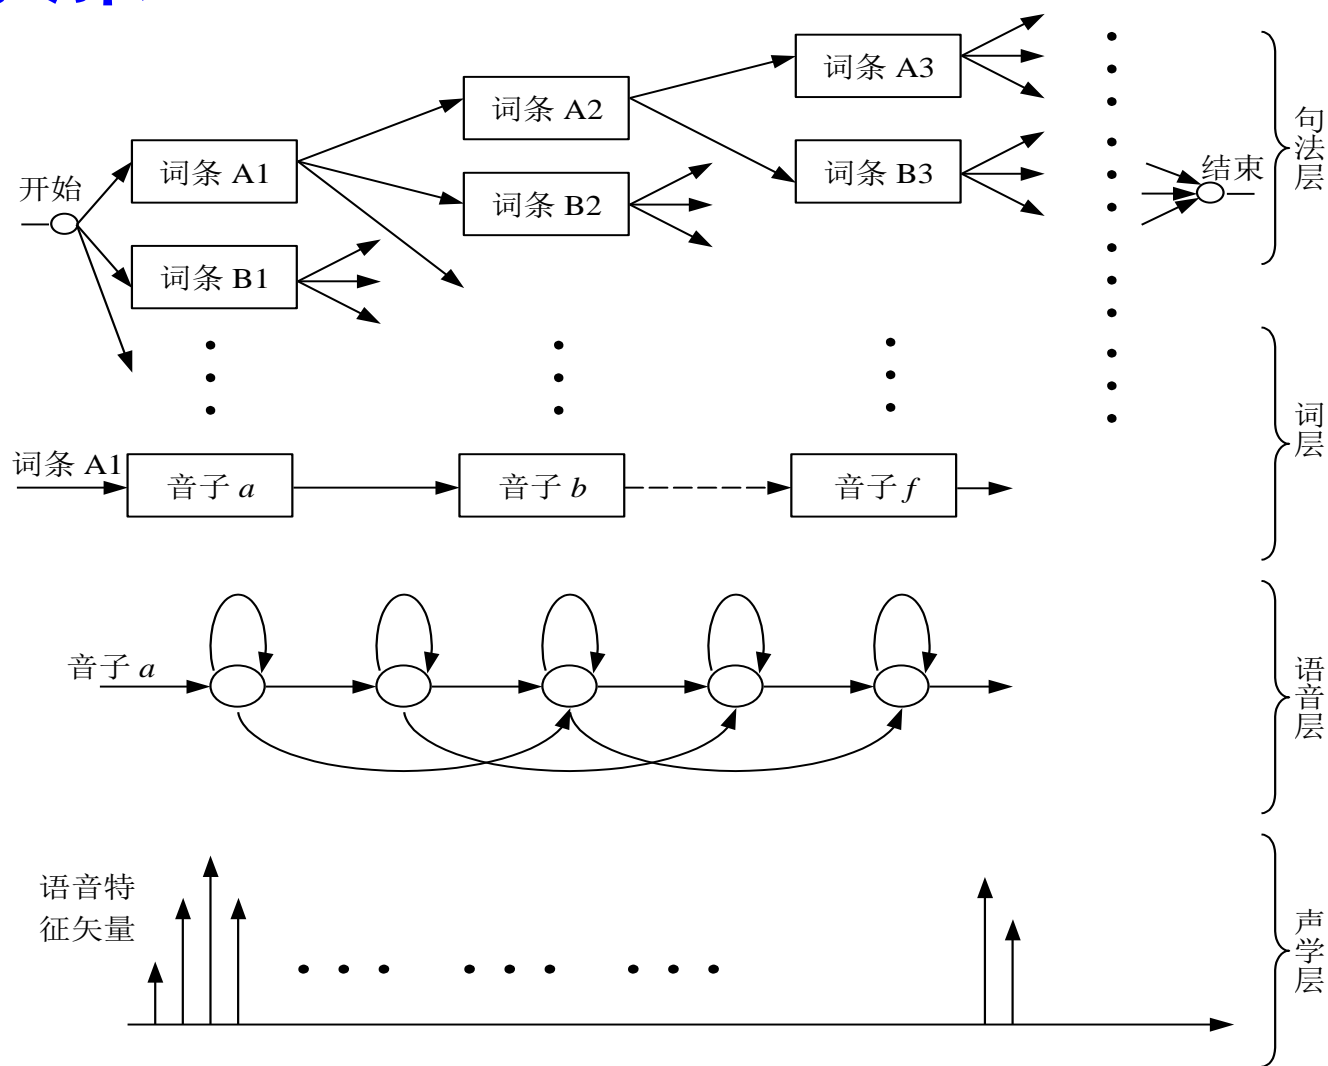 词条 A3
词条 A2
句法层
词条 A1
词条 B3
结束
开始
词条 B2
词条 B1
词层
词条 A1
音子 a
音子 b
音子 f
语音层
音子 a
语音特
征矢量
声学层